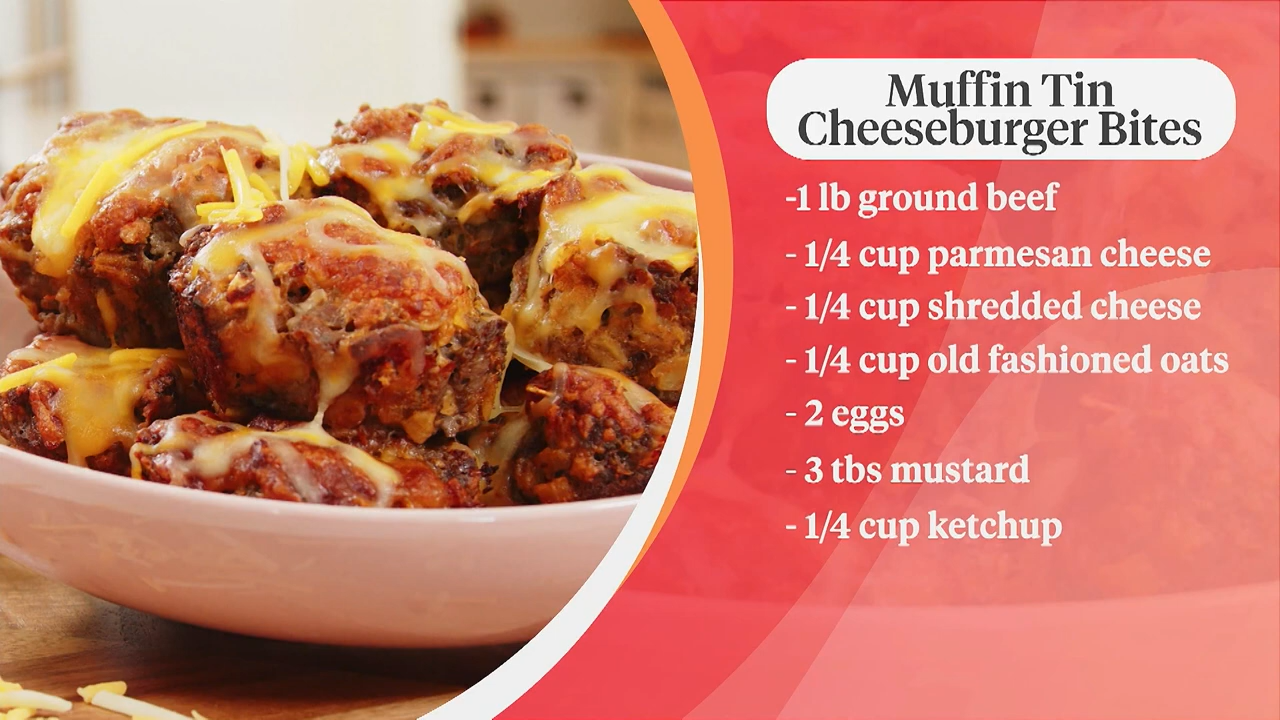 Muffin Tin
Cheeseburger Bites
-1 lb ground beef
- 1/4 cup parmesan cheese
- 1/4 cup shredded cheese
- 1/4 cup old fashioned oats
- 2 eggs
- 3 tbs mustard
- 1/4 cup ketchup